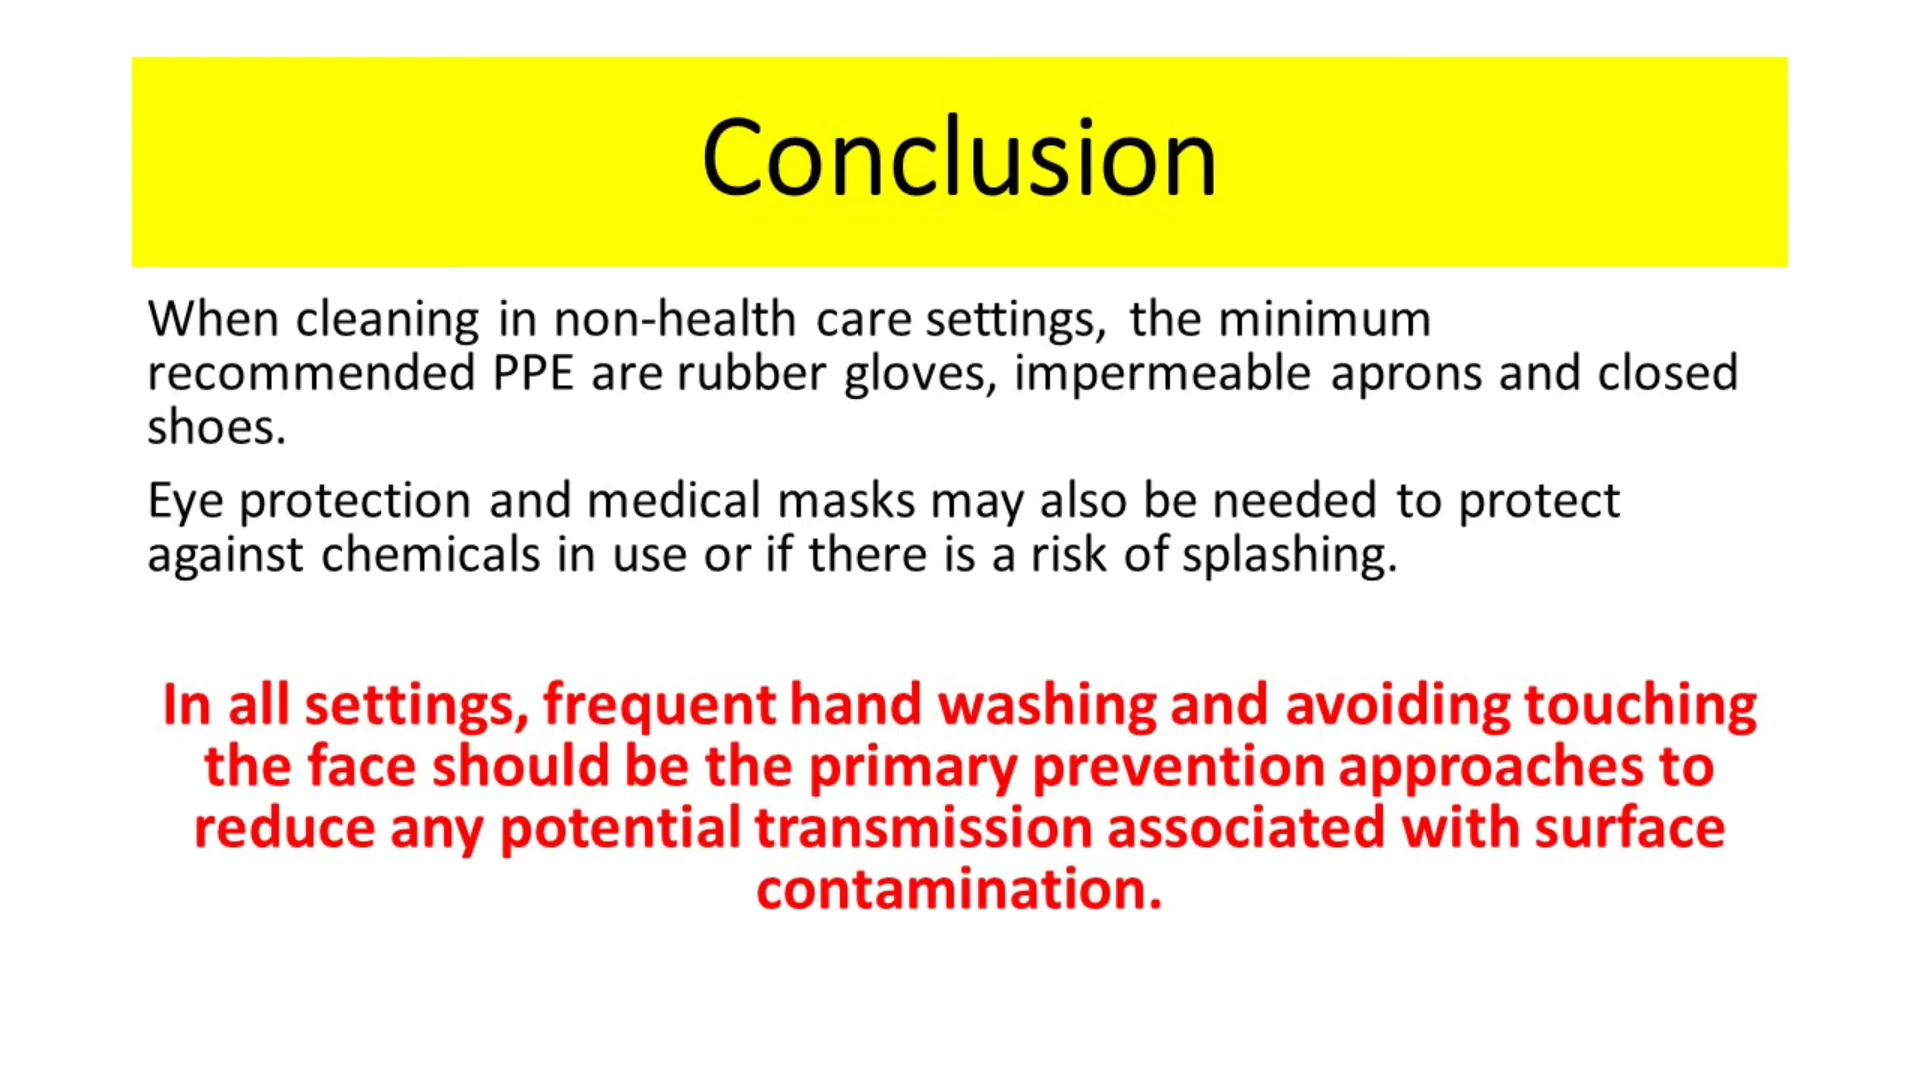 Conclusion
When cleaning in non-health care settings, the minimum
recommended PPE are rubber gloves, impermeable aprons and closed
shoes.
Eye protection and medical masks may also be needed to protect
against chemicals in use or if there is a risk of splashing.
In all settings, frequent hand washing and avoiding touching
the face should be the primary prevention approaches to
reduce any potential transmission associated with surface
contamination.